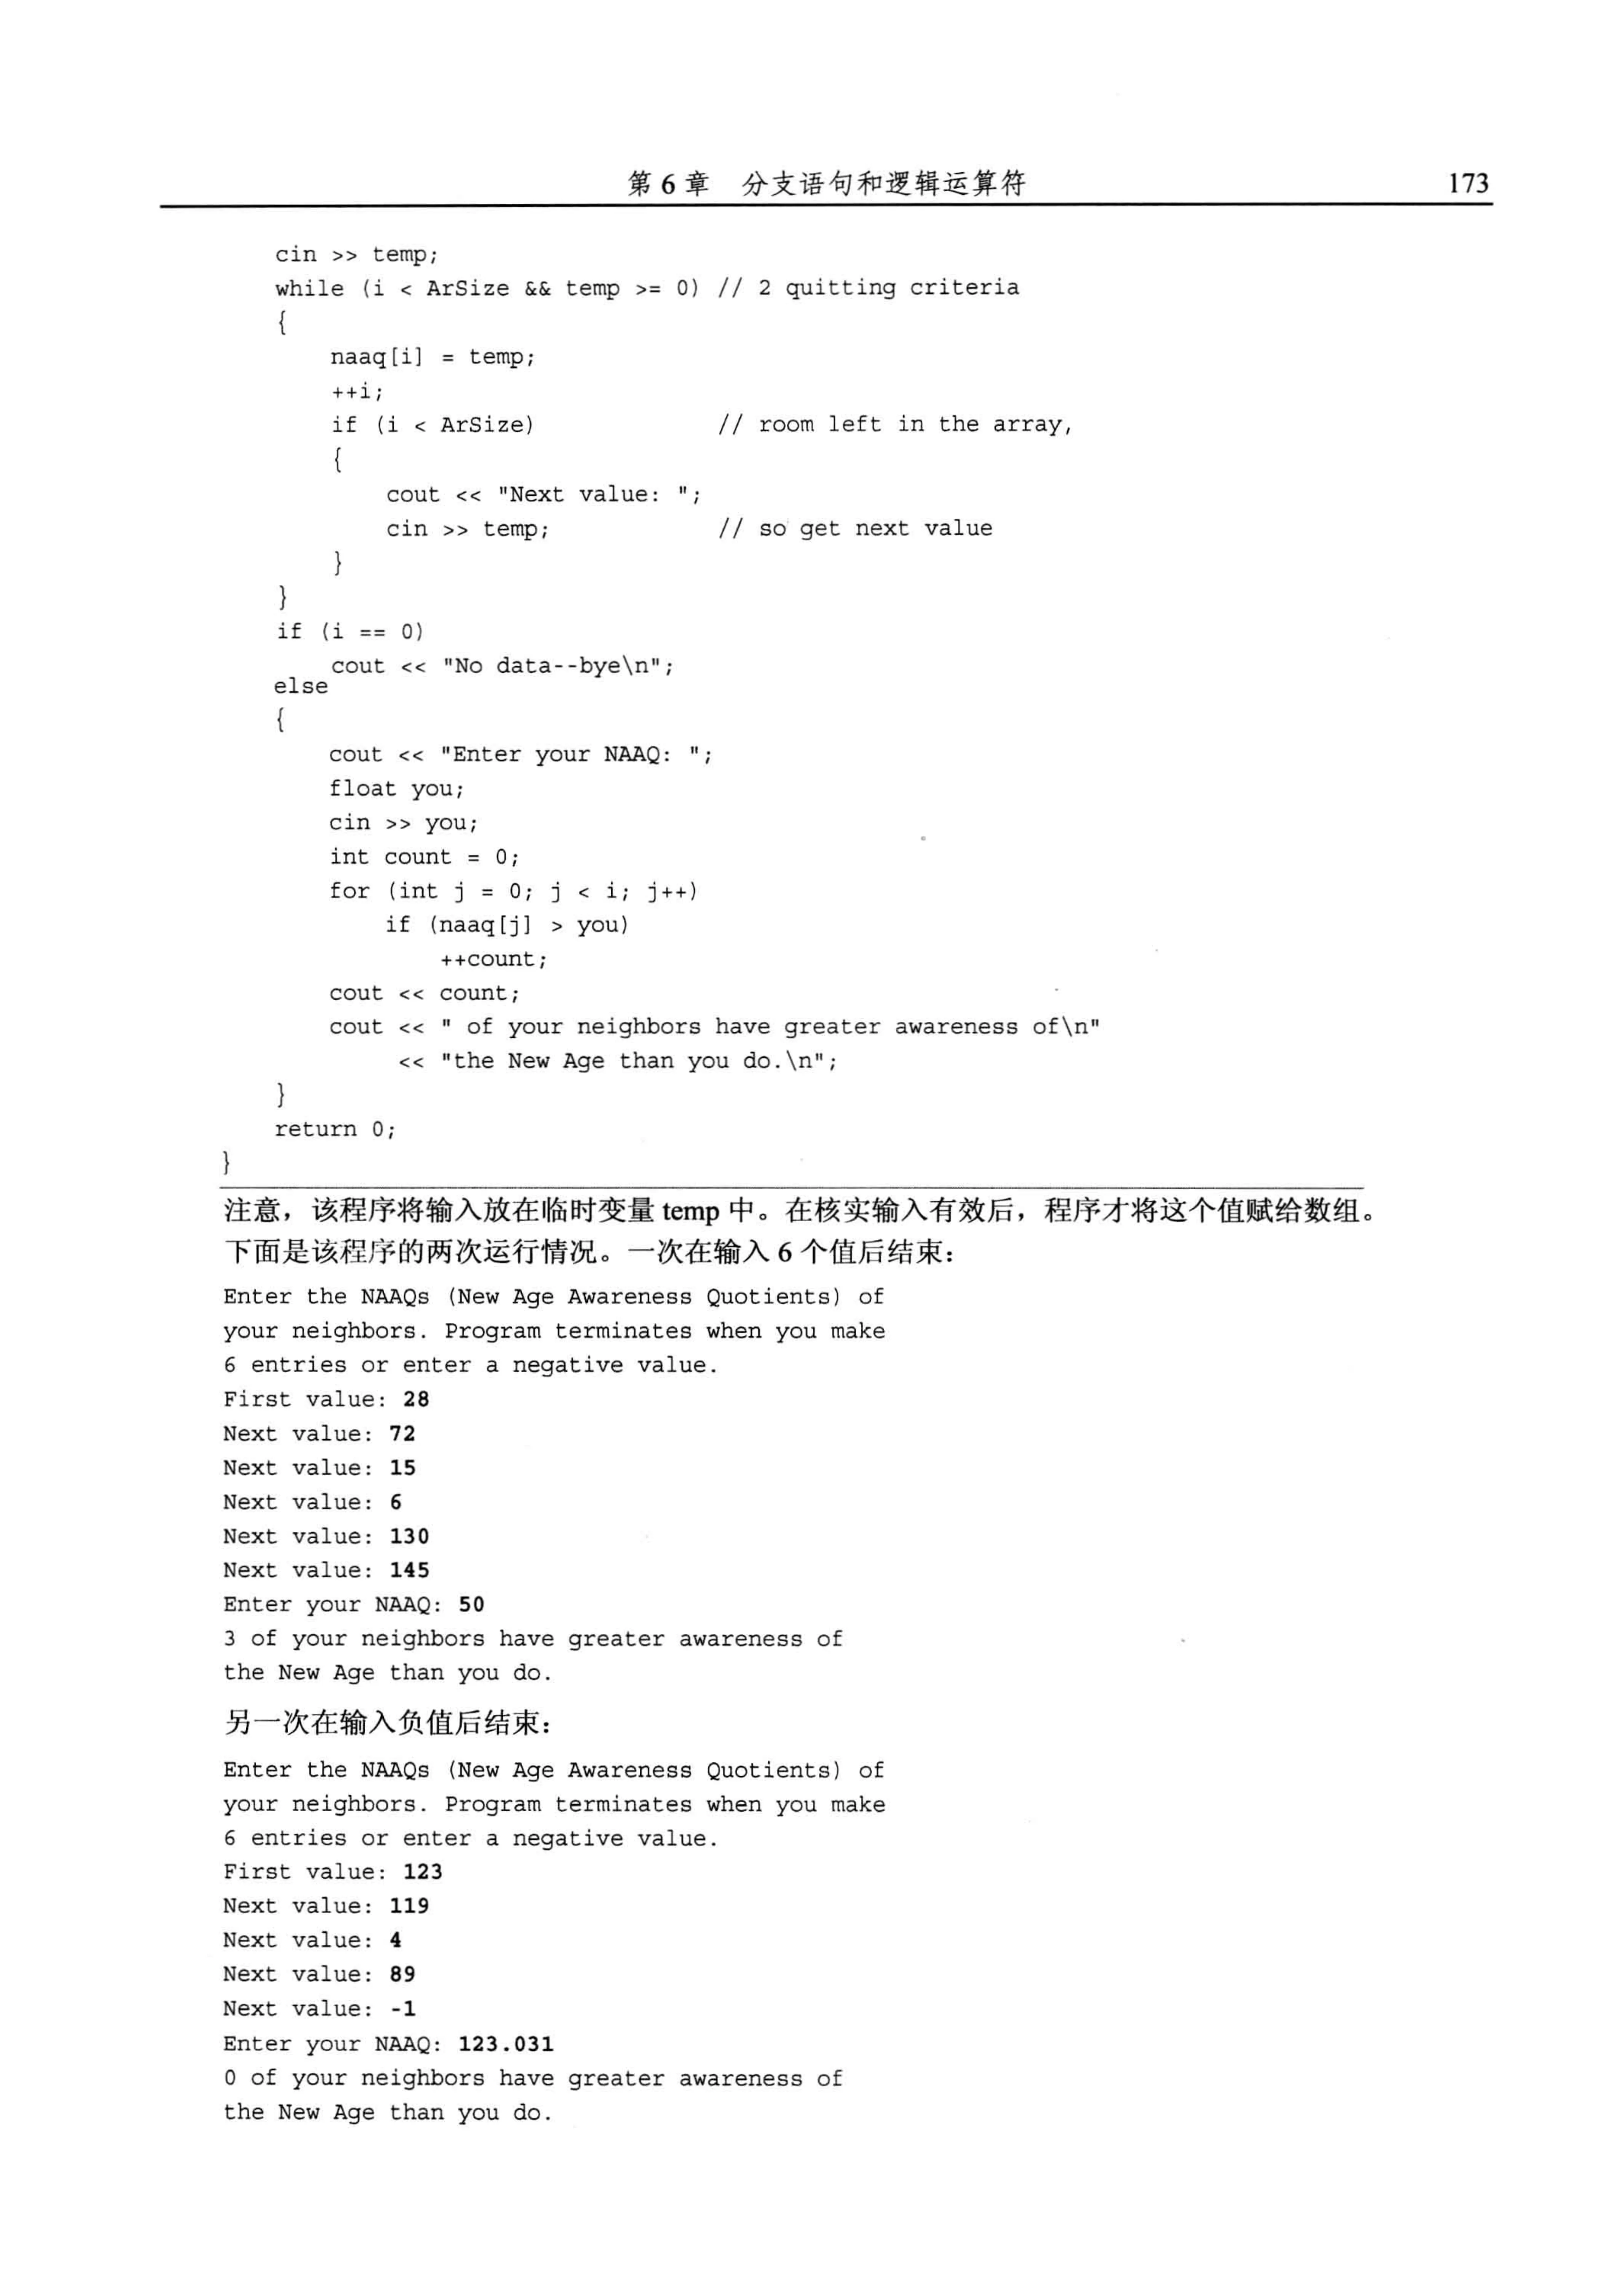 第 6 章 分支语句和逻辑运算符 173
    cin >> temp;
    while (i < ArSize && temp >= 0) // 2 quitting criteria
    {
        naaq[i] = temp;
        ++i;
        if (i < ArSize)             // room left in the array,
        {
            cout << "Next value: ";
            cin >> temp;            // so get next value
        }
    }
    if (i == 0)
        cout << "No data--bye\n";
    else
    {
        cout << "Enter your NAAQ: ";
        float you;
        cin >> you;
        int count = 0;
        for (int j = 0; j < i; j++)
            if (naaq[j] > you)
                ++count;
        cout << count;
        cout << " of your neighbors have greater awareness of\n"
             << "the New Age than you do.\n";
    }
    return 0;
}
注意，该程序将输入放在临时变量 temp 中。在核实输入有效后，程序才将这个值赋给数组。
下面是该程序的两次运行情况。一次在输入 6 个值后结束：
Enter the NAAQs (New Age Awareness Quotients) of
your neighbors. Program terminates when you make
6 entries or enter a negative value.
First value: 28
Next value: 72
Next value: 15
Next value: 6
Next value: 130
Next value: 145
Enter your NAAQ: 50
3 of your neighbors have greater awareness of
the New Age than you do.
另一次在输入负值后结束：
Enter the NAAQs (New Age Awareness Quotients) of
your neighbors. Program terminates when you make
6 entries or enter a negative value.
First value: 123
Next value: 119
Next value: 4
Next value: 89
Next value: -1
Enter your NAAQ: 123.031
0 of your neighbors have greater awareness of
the New Age than you do.